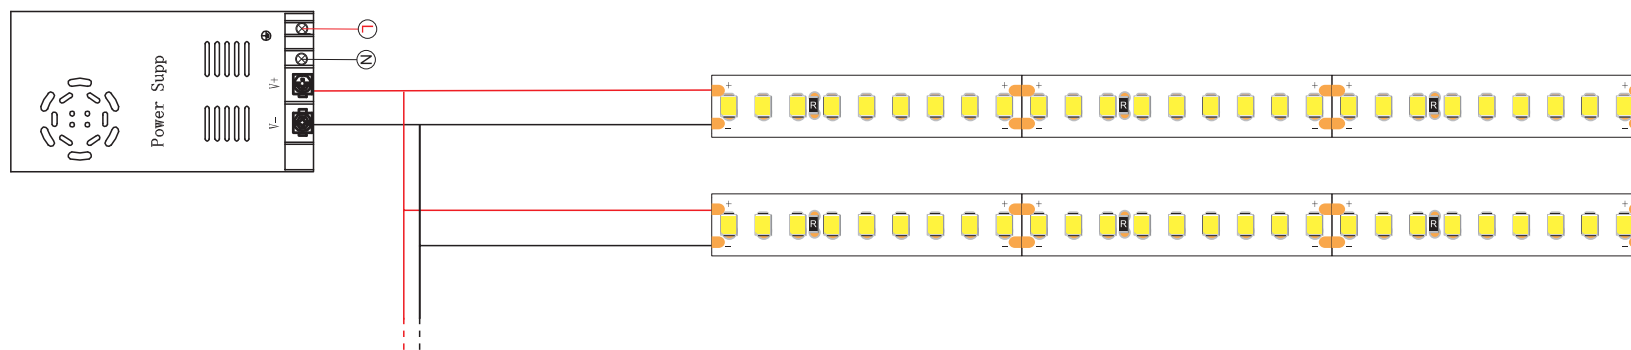 L
N
V+
V-
Power Supp
+ + + + + +
R R R
- - - - - -
+ + + + + +
R R R
- - - - - -